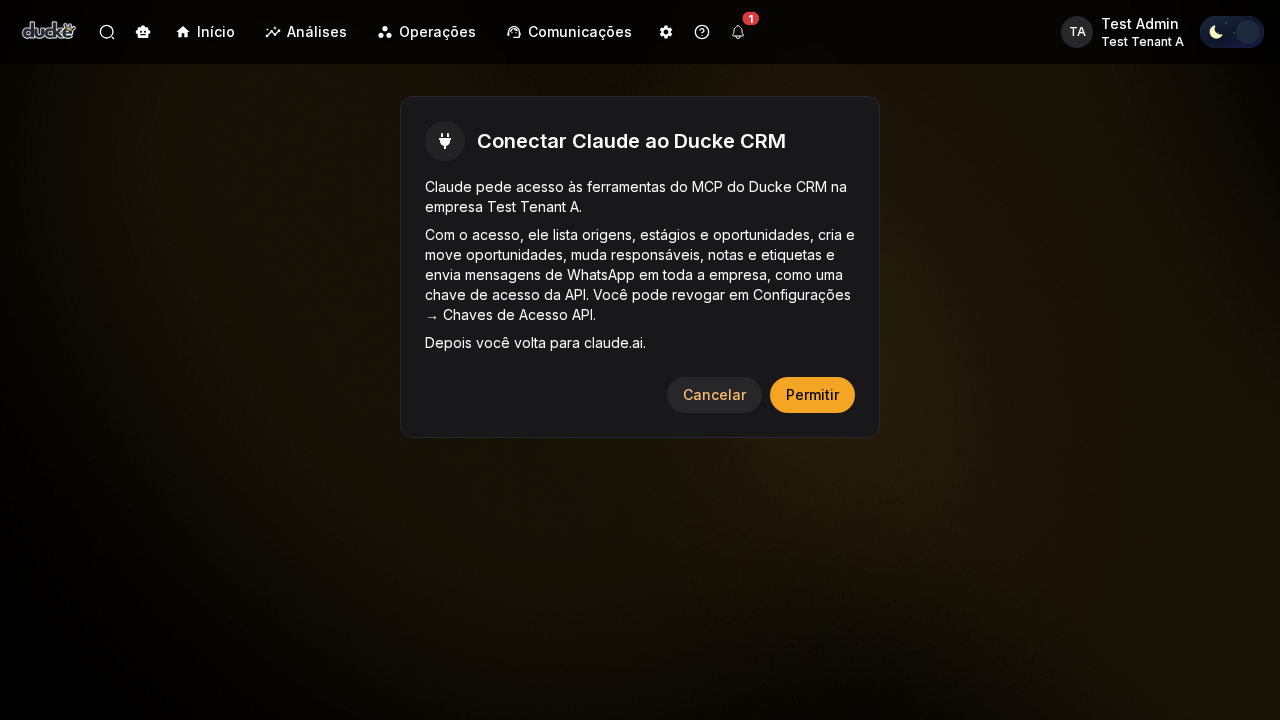 ducke
Início
Análises
Operações
Comunicações
1
TA
Test Admin
Test Tenant A
Conectar Claude ao Ducke CRM
Claude pede acesso às ferramentas do MCP do Ducke CRM na
empresa Test Tenant A.
Com o acesso, ele lista origens, estágios e oportunidades, cria e
move oportunidades, muda responsáveis, notas e etiquetas e
envia mensagens de WhatsApp em toda a empresa, como uma
chave de acesso da API. Você pode revogar em Configurações
→ Chaves de Acesso API.
Depois você volta para claude.ai.
Cancelar
Permitir